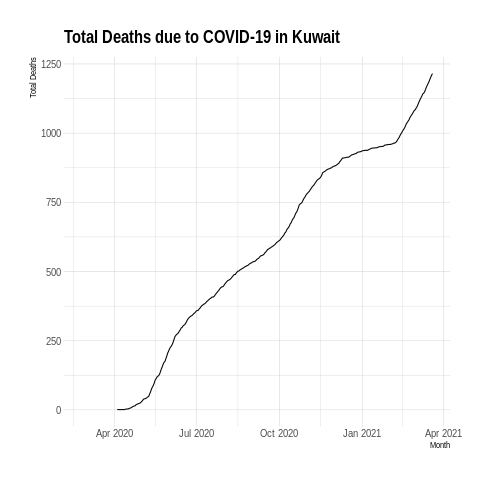 Total Deaths due to COVID-19 in Kuwait
Total Deaths
1250
1000
750
500
250
0
Apr 2020 Jul 2020 Oct 2020 Jan 2021 Apr 2021
Month